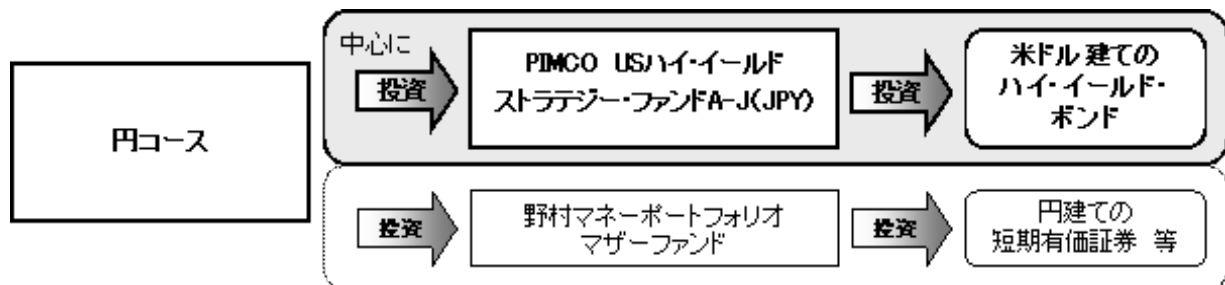 円コース
中心に
投資
PIMCO USハイ・イールド
ストラテジー・ファンドA-J(JPY)
投資
米ドル建ての
ハイ・イールド・
ボンド
投資
野村マネーポートフォリオ
マザーファンド
投資
円建ての
短期有価証券 等